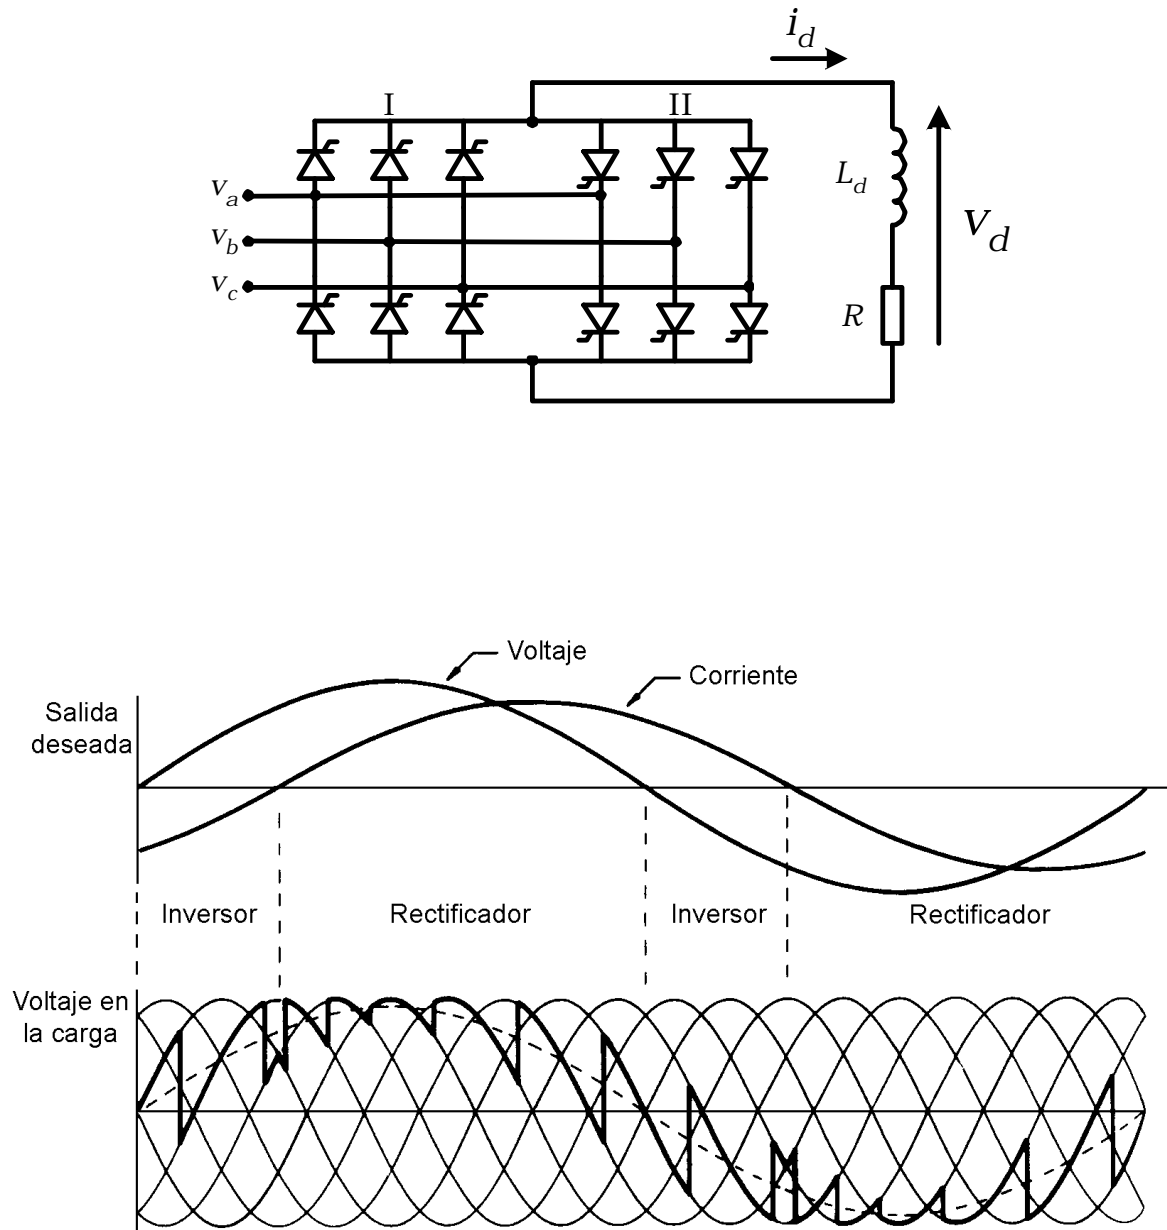 i_d
I
II
v_a
v_b
v_c
L_d
V_d
R
Voltaje
Corriente
Salida
deseada
Inversor
Rectificador
Inversor
Rectificador
Voltaje en
la carga